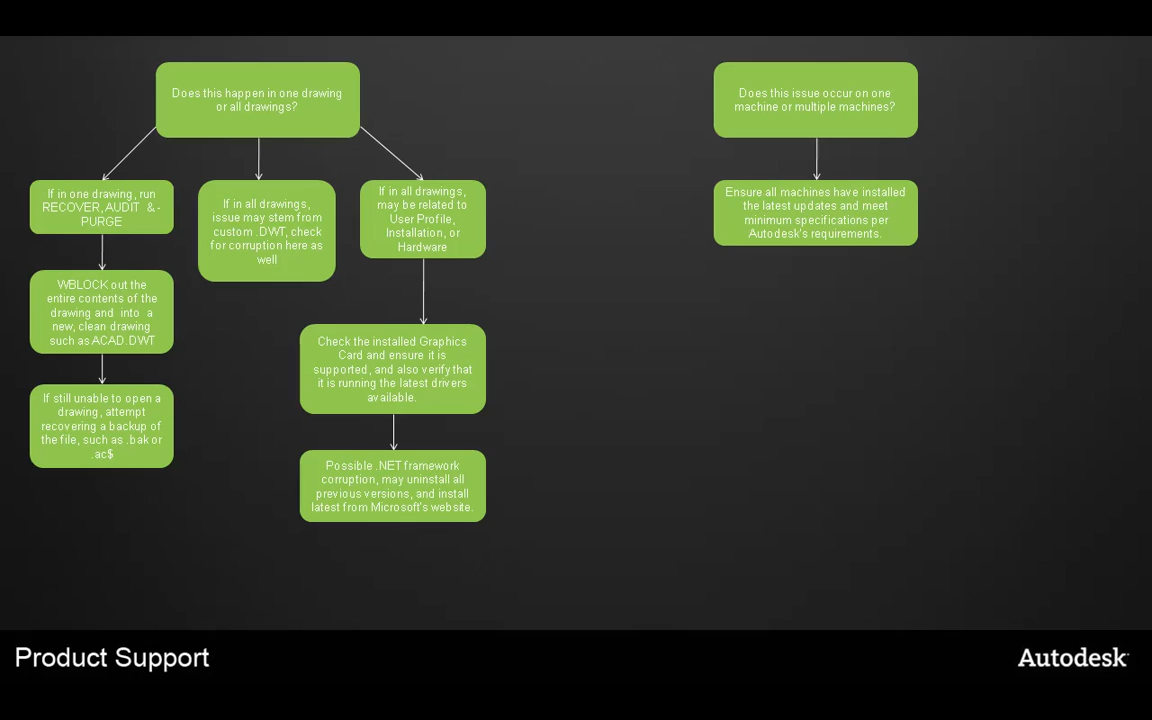 Does this happen in one drawing
or all drawings?
Does this issue occur on one
machine or multiple machines?
If in one drawing, run
RECOVER, AUDIT & -
PURGE
If in all drawings,
issue may stem from
custom .DWT, check
for corruption here as
well
If in all drawings,
may be related to
User Profile,
Installation, or
Hardware
Ensure all machines have installed
the latest updates and meet
minimum specifications per
Autodesk's requirements.
WBLOCK out the
entire contents of the
drawing and into a
new, clean drawing
such as ACAD.DWT
Check the installed Graphics
Card and ensure it is
supported, and also verify that
it is running the latest drivers
available.
If still unable to open a
drawing, attempt
recovering a backup of
the file, such as .bak or
.ac$
Possible .NET framework
corruption, may uninstall all
previous versions, and install
latest from Microsoft's website.
Product Support
Autodesk